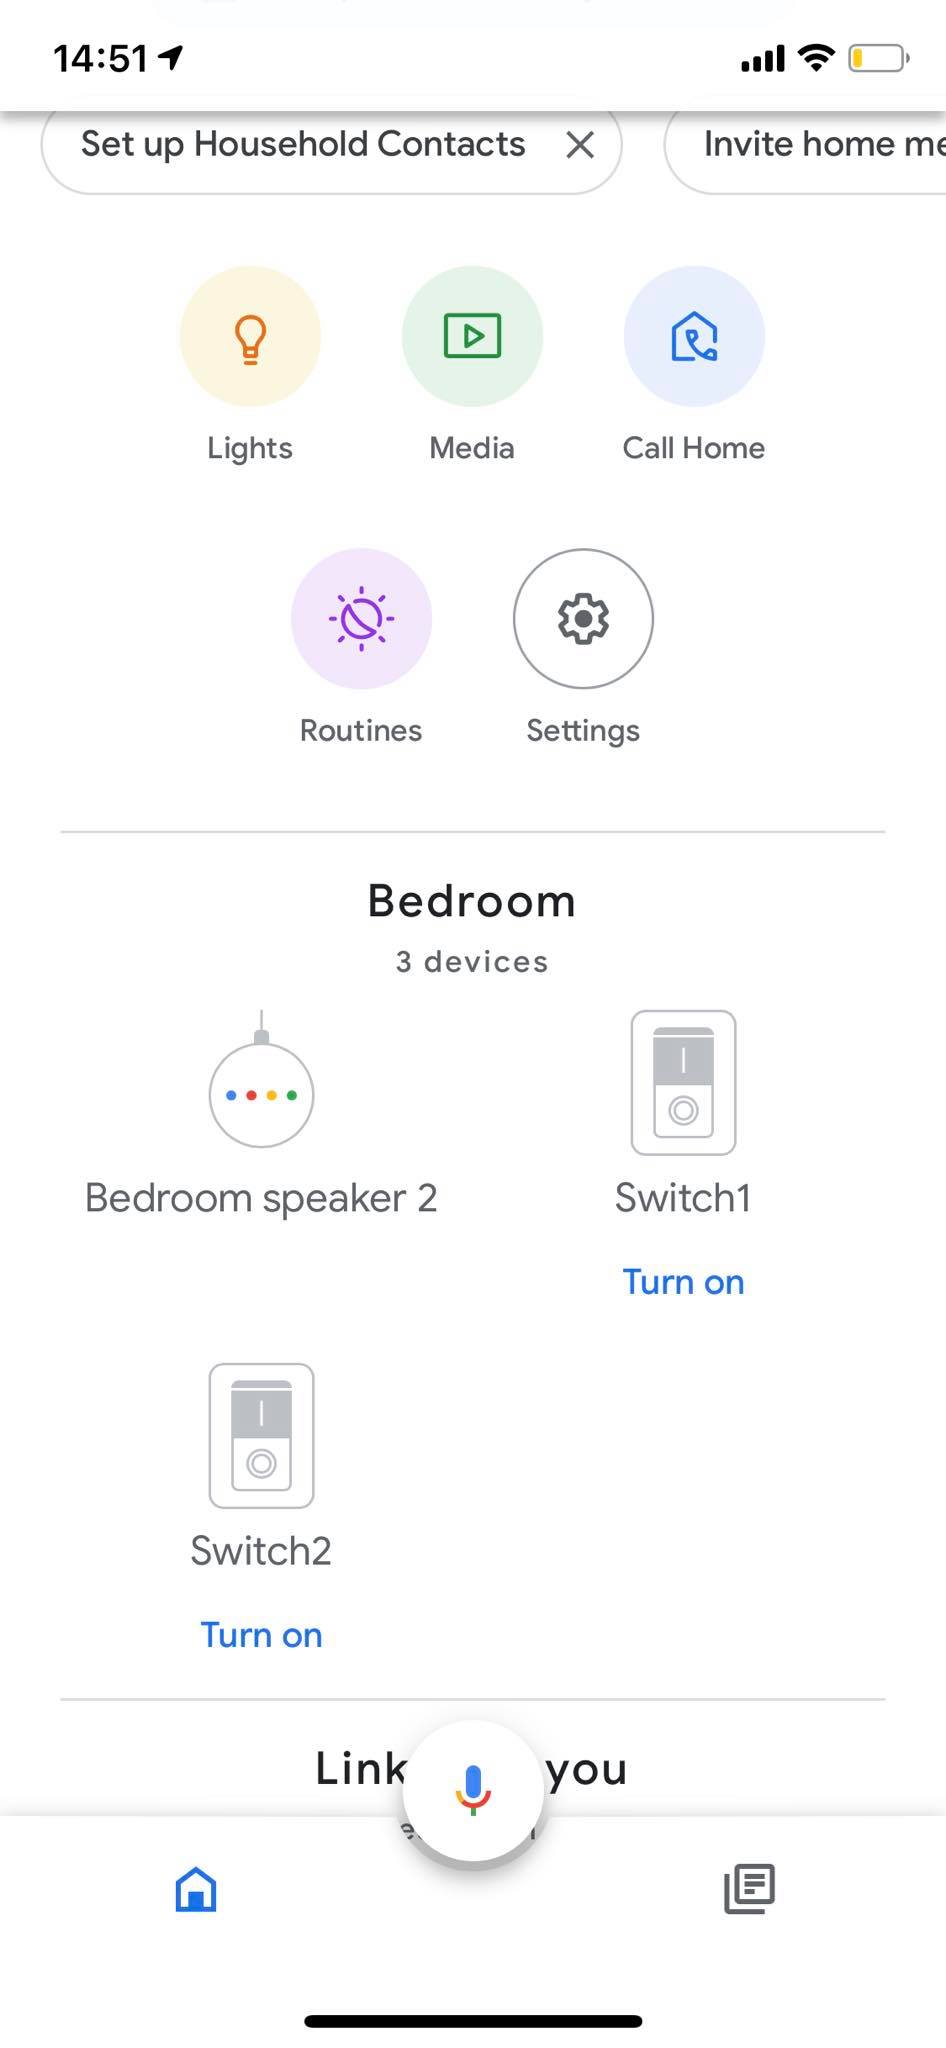 14:51
Set up Household Contacts
Invite home me
Lights
Media
Call Home
Routines
Settings
Bedroom
3 devices
Bedroom speaker 2
Switch1
Turn on
Switch2
Turn on
Link you